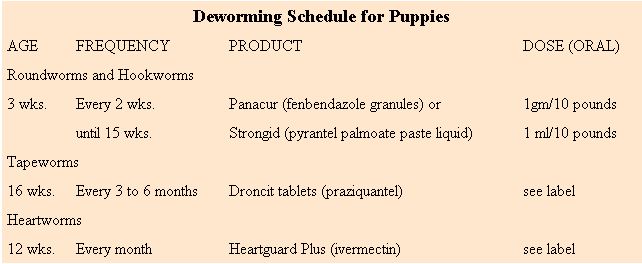 Deworming Schedule for Puppies
AGE FREQUENCY PRODUCT DOSE (ORAL)
Roundworms and Hookworms
3 wks. Every 2 wks. Panacur (fenbendazole granules) or 1gm/10 pounds
until 15 wks. Strongid (pyrantel palmoate paste liquid) 1 ml/10 pounds
Tapeworms
16 wks. Every 3 to 6 months Droncit tablets (praziquantel) see label
Heartworms
12 wks. Every month Heartguard Plus (ivermectin) see label